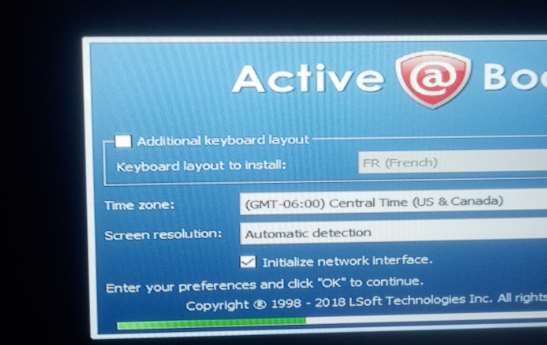 Active @ Boo
Additional keyboard layout
Keyboard layout to install: FR (French)
Time zone: (GMT-06:00) Central Time (US & Canada)
Screen resolution: Automatic detection
Initialize network interface.
Enter your preferences and click "OK" to continue.
Copyright ® 1998 - 2018 LSoft Technologies Inc. All rights